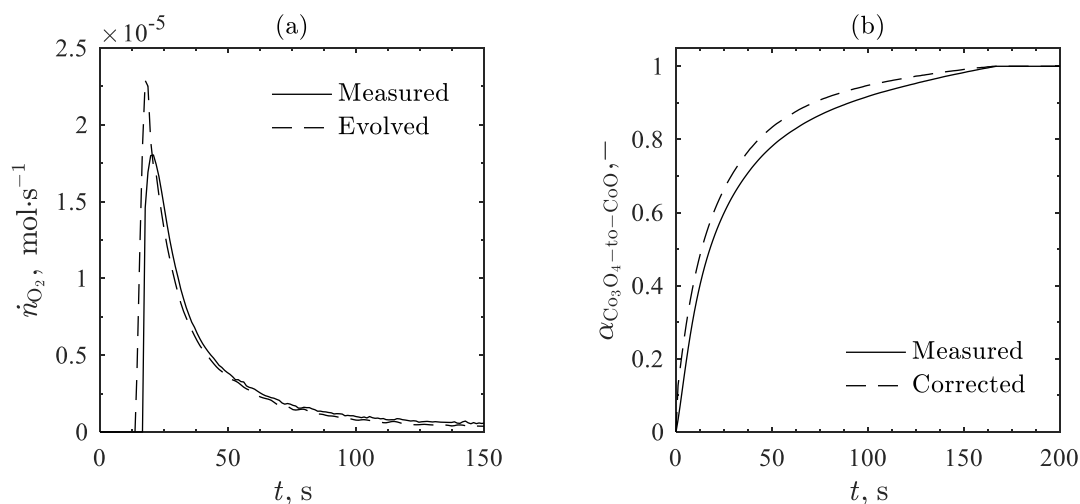 (a)
×10⁻⁵
2.5
2
1.5
1
0.5
0
0 50 100 150
ṅ_O₂, mol·s⁻¹
t, s
Measured
Evolved
(b)
1
0.8
0.6
0.4
0.2
0
0 50 100 150 200
α_Co₃O₄−to−CoO,−
t, s
Measured
Corrected